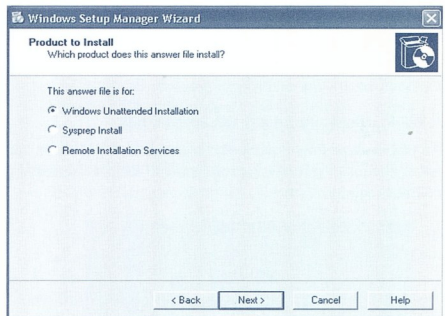 Windows Setup Manager Wizard
Product to Install
Which product does this answer file install?
This answer file is for:
Windows Unattended Installation
Sysprep Install
Remote Installation Services
< Back
Next >
Cancel
Help